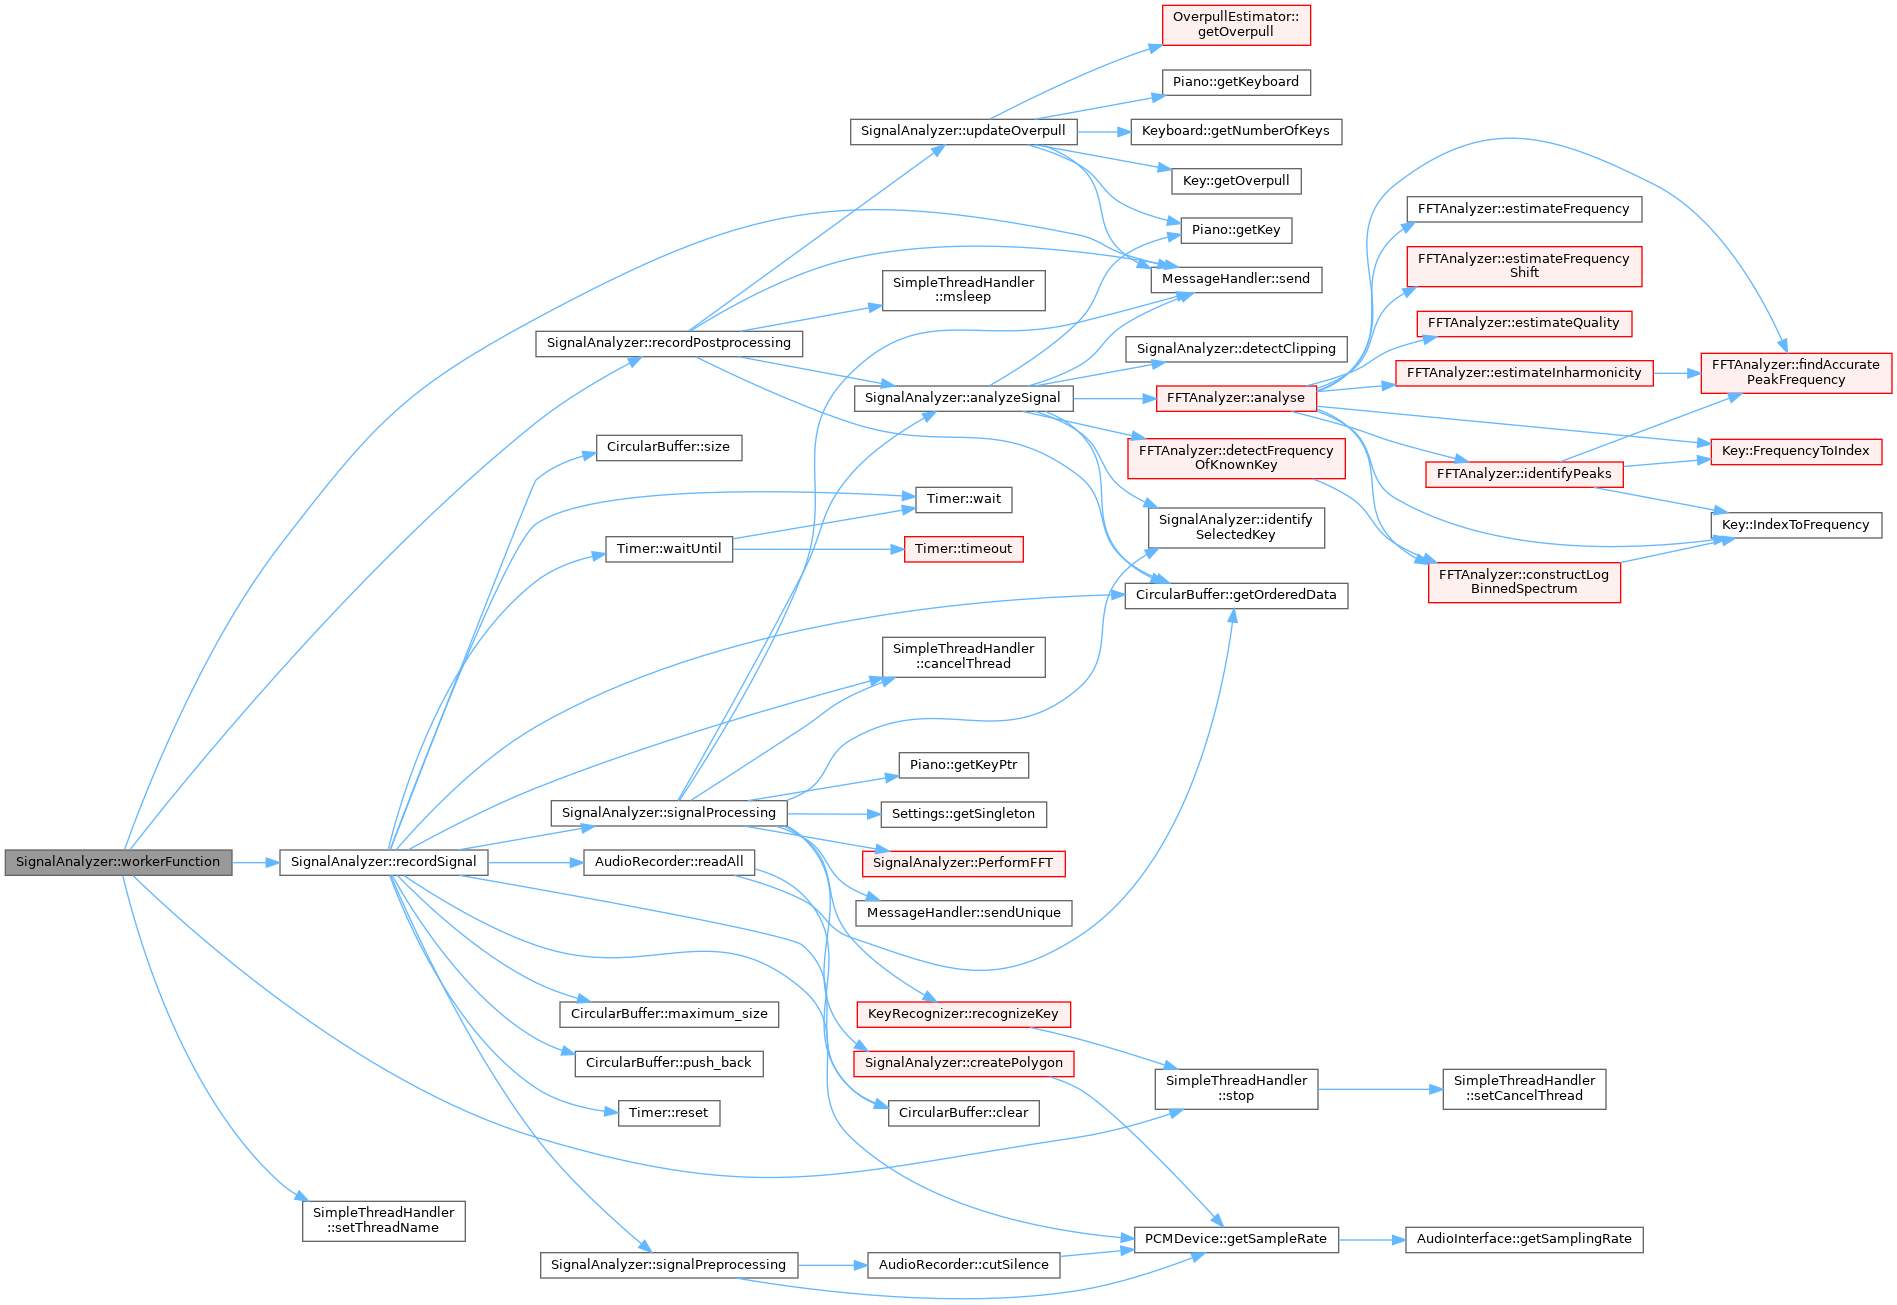 OverpullEstimator::
getOverpull
Piano::getKeyboard
SignalAnalyzer::updateOverpull
Keyboard::getNumberOfKeys
Key::getOverpull
FFTAnalyzer::estimateFrequency
Piano::getKey
FFTAnalyzer::estimateFrequency
Shift
MessageHandler::send
SimpleThreadHandler
::msleep
FFTAnalyzer::estimateQuality
SignalAnalyzer::recordPostprocessing
SignalAnalyzer::detectClipping
FFTAnalyzer::estimateInharmonicity
FFTAnalyzer::findAccurate
PeakFrequency
SignalAnalyzer::analyzeSignal
FFTAnalyzer::analyse
CircularBuffer::size
FFTAnalyzer::detectFrequency
OfKnownKey
Key::FrequencyToIndex
FFTAnalyzer::identifyPeaks
Timer::wait
SignalAnalyzer::identify
SelectedKey
Key::IndexToFrequency
Timer::waitUntil
Timer::timeout
FFTAnalyzer::constructLog
BinnedSpectrum
CircularBuffer::getOrderedData
SimpleThreadHandler
::cancelThread
Piano::getKeyPtr
SignalAnalyzer::signalProcessing
Settings::getSingleton
SignalAnalyzer::workerFunction
SignalAnalyzer::recordSignal
AudioRecorder::readAll
SignalAnalyzer::PerformFFT
MessageHandler::sendUnique
CircularBuffer::maximum_size
KeyRecognizer::recognizeKey
CircularBuffer::push_back
SignalAnalyzer::createPolygon
SimpleThreadHandler
::stop
SimpleThreadHandler
::setCancelThread
Timer::reset
CircularBuffer::clear
SimpleThreadHandler
::setThreadName
PCMDevice::getSampleRate
AudioInterface::getSamplingRate
SignalAnalyzer::signalPreprocessing
AudioRecorder::cutSilence